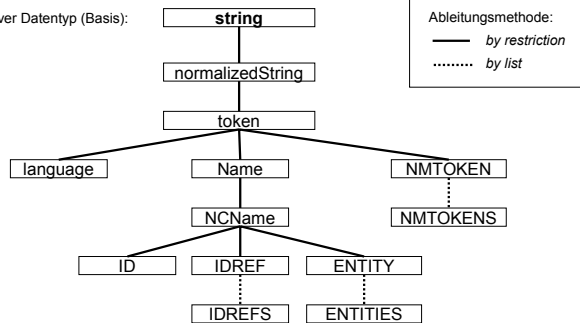 ver Datentyp (Basis):
string
Ableitungsmethode:
by restriction
by list
normalizedString
token
language Name NMTOKEN
NCName NMTOKENS
ID IDREF ENTITY
IDREFS ENTITIES